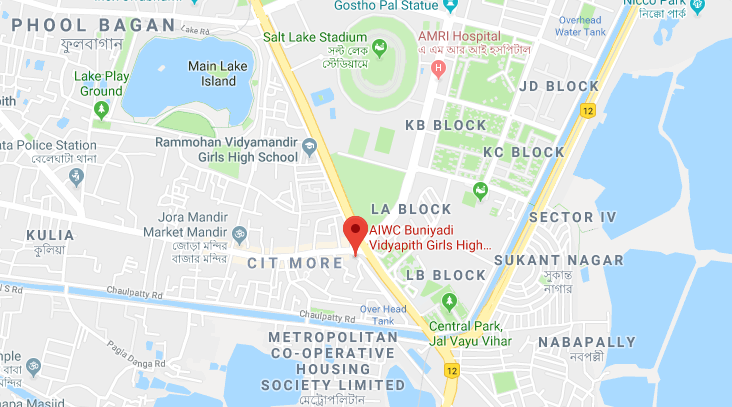 Gostho Pal Statue
Nicco Park
নিক্কো পার্ক
PHOOL BAGAN
ফুলবাগান
Lake Rd
Overhead
Water Tank
Salt Lake Stadium
সল্ট লেক
স্টেডিয়ামে
AMRI Hospital
এ এম আর আই হসপিটাল
Main Lake
Island
Lake Play
Ground
JD BLOCK
12
KB BLOCK
KC BLOCK
Police Station
বেলেঘাটা থানা
Rammohan Vidyamandir
Girls High School
LA BLOCK
SECTOR IV
Jora Mandir
Market Mandir
জোড়া মন্দির
বাজার মন্দির
KULIA
কুলিয়া
AIWC Buniyadi
Vidyapith Girls High...
CIT MORE
LB BLOCK
SUKANT NAGAR
সুকান্ত
নাগার
Chaulpatty Rd
Chaulpatty Rd
Over Head
Tank
Central Park,
Jal Vayu Vihar
METROPOLITAN
CO-OPERATIVE
HOUSING
SOCIETY LIMITED
মেট্রোপলিটান
NABAPALLY
নবপল্লী
Pagla Danga Rd
12
Masjid